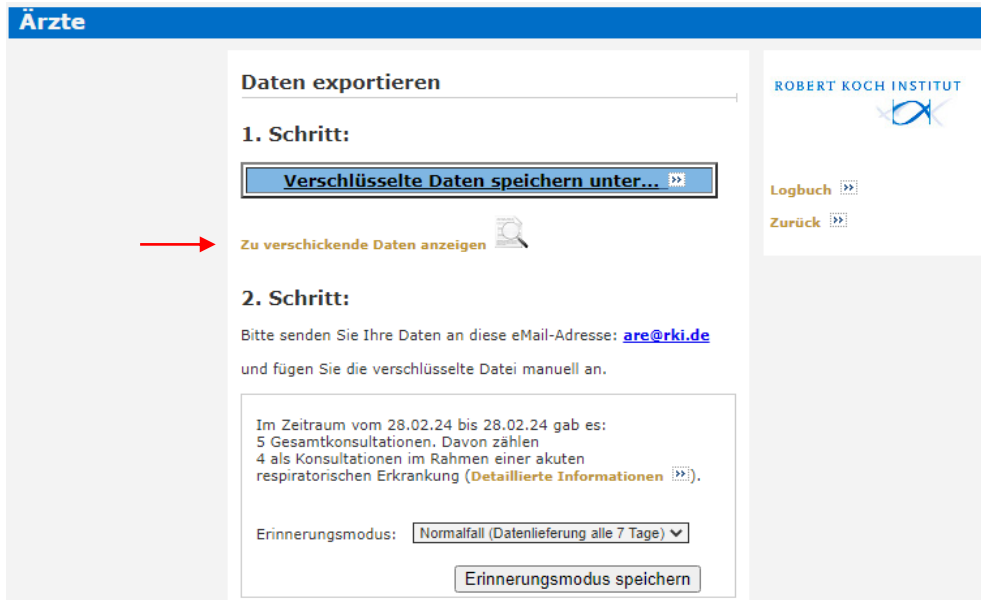 Ärzte
Daten exportieren
1. Schritt:
Verschlüsselte Daten speichern unter...
Zu verschickende Daten anzeigen
2. Schritt:
Bitte senden Sie Ihre Daten an diese eMail-Adresse: are@rki.de
und fügen Sie die verschlüsselte Datei manuell an.
Im Zeitraum vom 28.02.24 bis 28.02.24 gab es:
5 Gesamtkonsultationen. Davon zählen
4 als Konsultationen im Rahmen einer akuten
respiratorischen Erkrankung (Detaillierte Informationen »).
Erinnerungsmodus: Normalfall (Datenlieferung alle 7 Tage)
Erinnerungsmodus speichern
ROBERT KOCH INSTITUT
Logbuch »
Zurück »